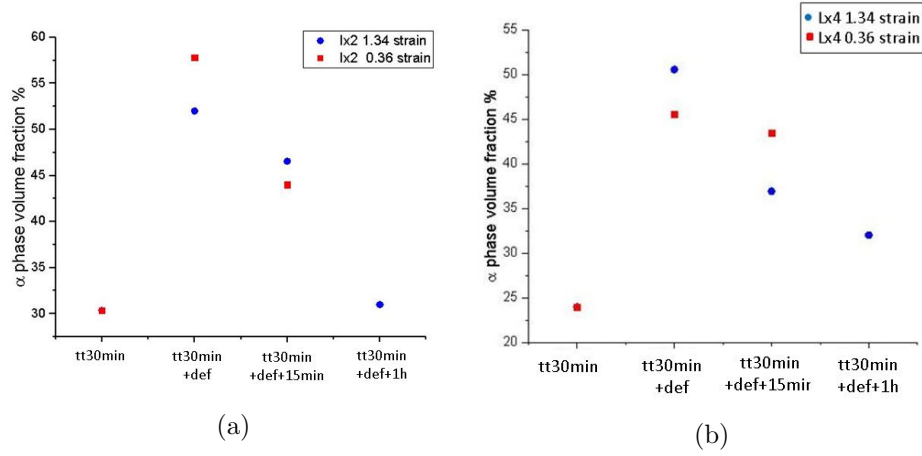 lx2 1.34 strain
lx2 0.36 strain
α phase volume fraction %
60
55
50
45
40
35
30
tt30min
tt30min
+def
tt30min
+def+15min
tt30min
+def+1h
(a)
Lx4 1.34 strain
Lx4 0.36 strain
α phase volume fraction %
55
50
45
40
35
30
25
20
tt30min
tt30min
+def
tt30min
+def+15min
tt30min
+def+1h
(b)